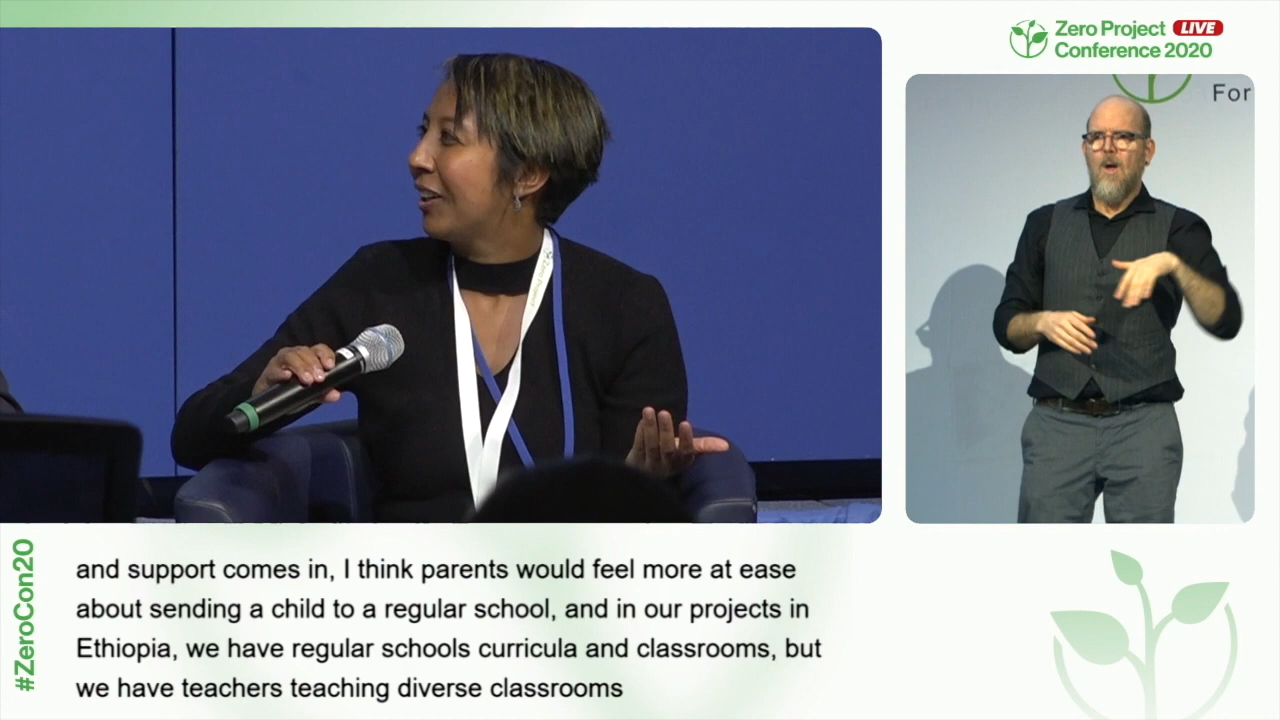 Zero Project LIVE
Conference 2020
For
Zero Project
#ZeroCon20
and support comes in, I think parents would feel more at ease
about sending a child to a regular school, and in our projects in
Ethiopia, we have regular schools curricula and classrooms, but
we have teachers teaching diverse classrooms